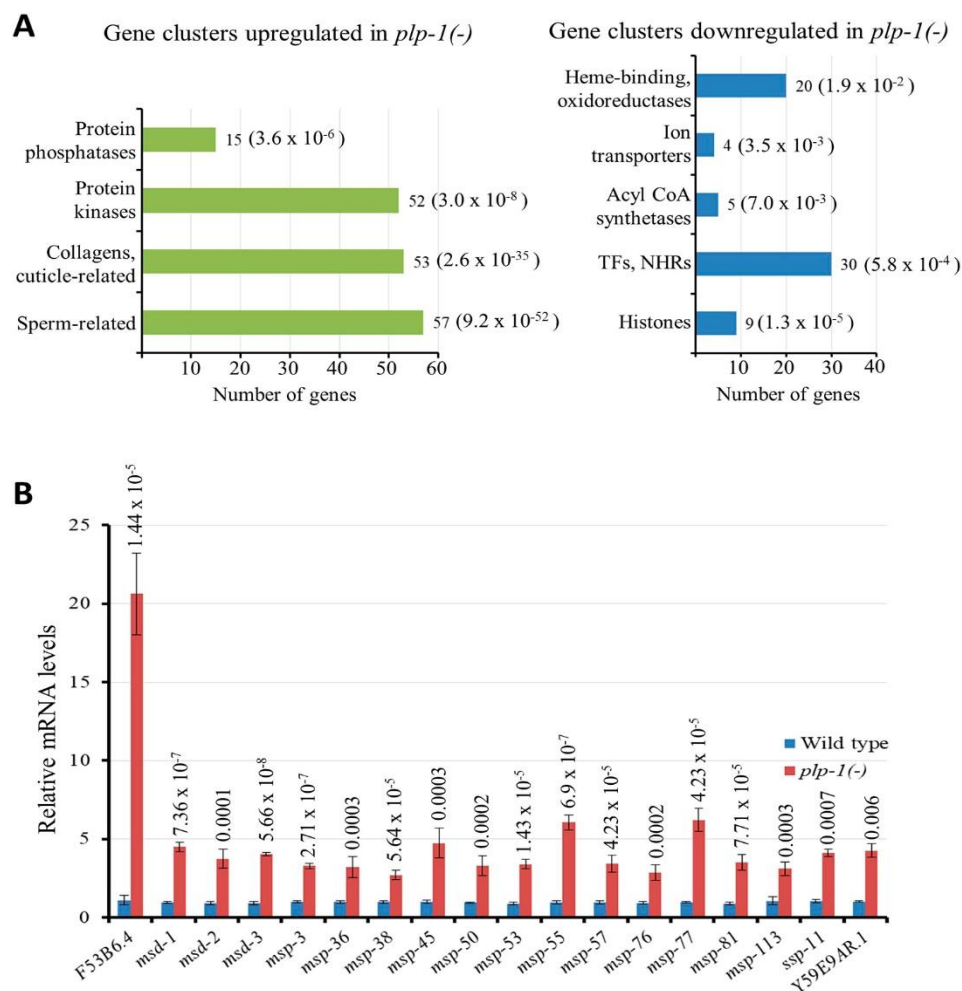 A
Gene clusters upregulated in plp-1(-)
Protein
phosphatases
15 (3.6 x 10-6)
Protein
kinases
52 (3.0 x 10-8)
Collagens,
cuticle-related
53 (2.6 x 10-35)
Sperm-related
57 (9.2 x 10-52)
10 20 30 40 50 60
Number of genes
Gene clusters downregulated in plp-1(-)
Heme-binding,
oxidoreductases
20 (1.9 x 10-2)
Ion
transporters
4 (3.5 x 10-3)
Acyl CoA
synthetases
5 (7.0 x 10-3)
TFs, NHRs
30 (5.8 x 10-4)
Histones
9 (1.3 x 10-5)
10 20 30 40
Number of genes
B
Relative mRNA levels
25
20
15
10
5
0
1.44 x 10-5
7.36 x 10-7
0.0001
5.66 x 10-8
2.71 x 10-7
0.0003
5.64 x 10-5
0.0003
0.0002
1.43 x 10-5
6.9 x 10-7
4.23 x 10-5
0.0002
4.23 x 10-5
7.71 x 10-5
0.0003
0.0007
0.006
Wild type
plp-1(-)
F53B6.4
msd-1
msd-2
msd-3
msp-3
msp-36
msp-38
msp-45
msp-50
msp-53
msp-55
msp-57
msp-76
msp-77
msp-81
msp-113
ssp-11
Y59E9AR.1